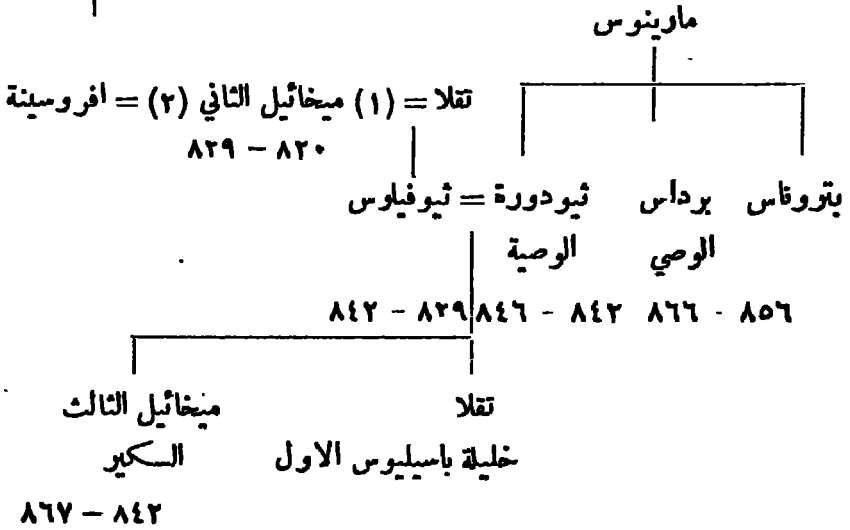 مارينوس
تقلا = (١) ميخائيل الثاني (٢) = افروسينة
٨٢٠ – ٨٢٩
بتروناس برداس ثيودورة = ثيوفيلوس
الوصي الوصية
٨٥٦ - ٨٦٦ ٨٤٢ - ٨٤٦ ٨٢٩ - ٨٤٢
تقلا ميخائيل الثالث
خليلة باسيليوس الاول السكير
٨٤٢ – ٨٦٧